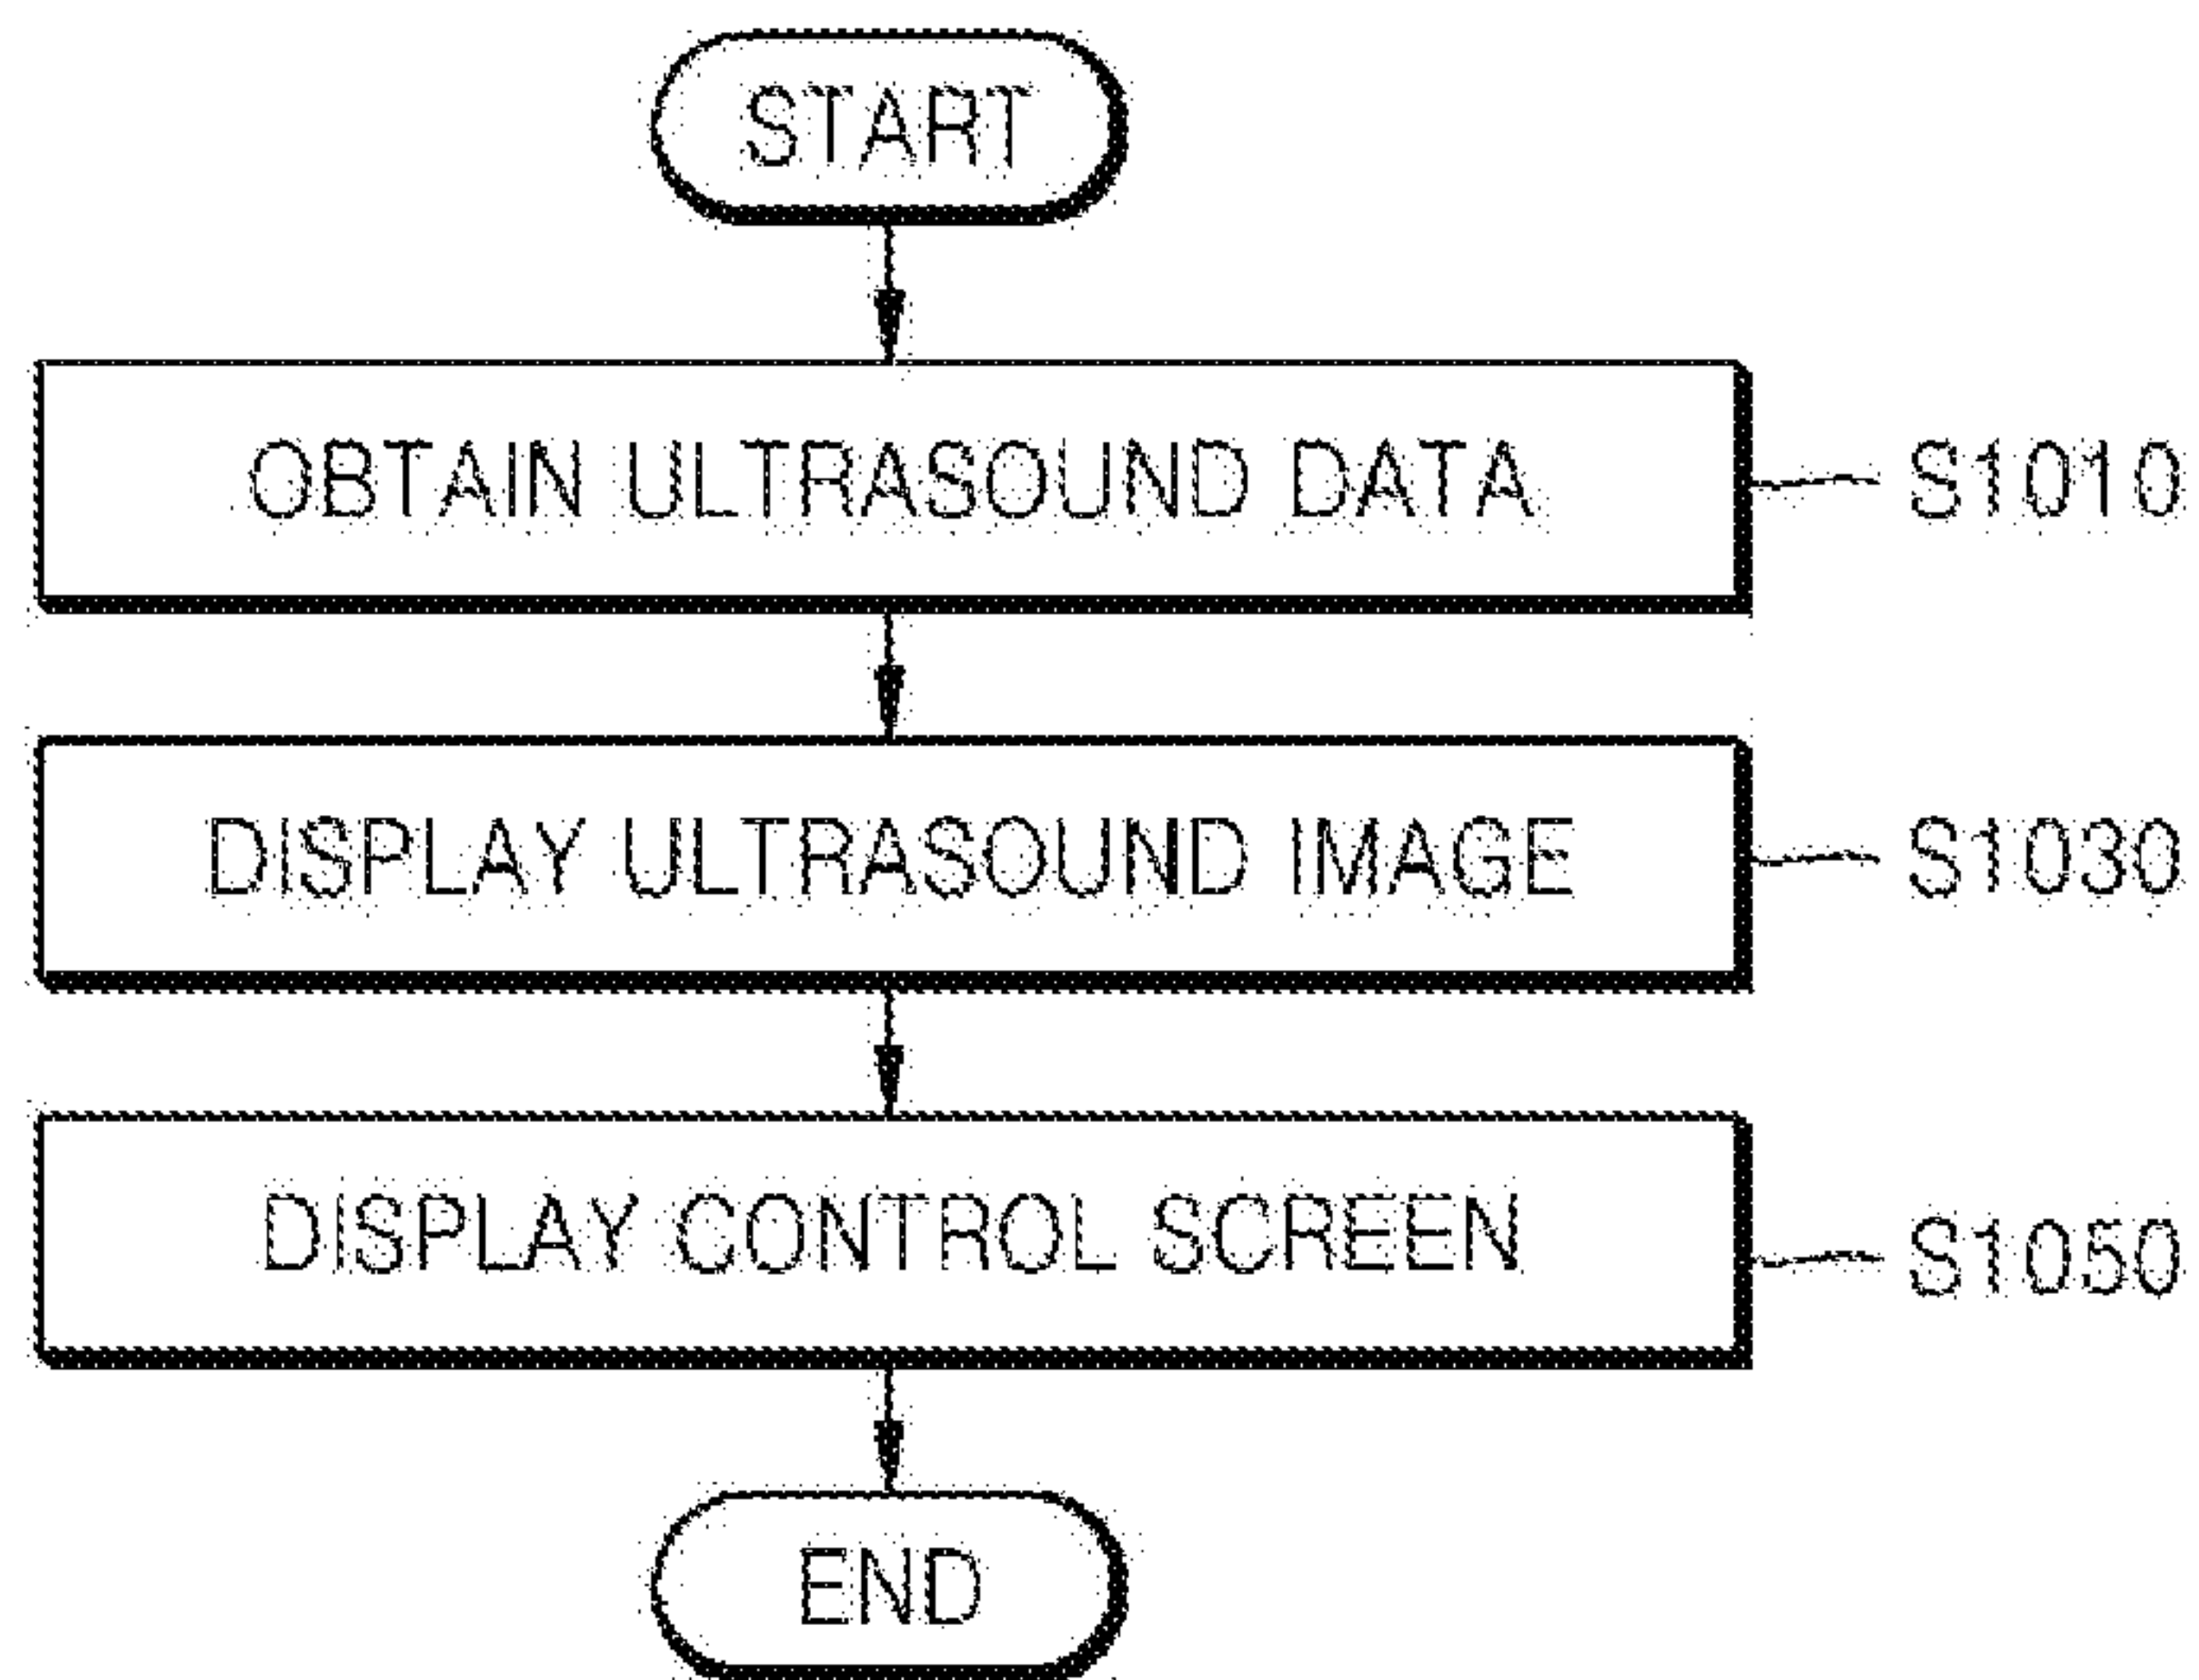 START
OBTAIN ULTRASOUND DATA
S1010
DISPLAY ULTRASOUND IMAGE
S1030
DISPLAY CONTROL SCREEN
S1050
END